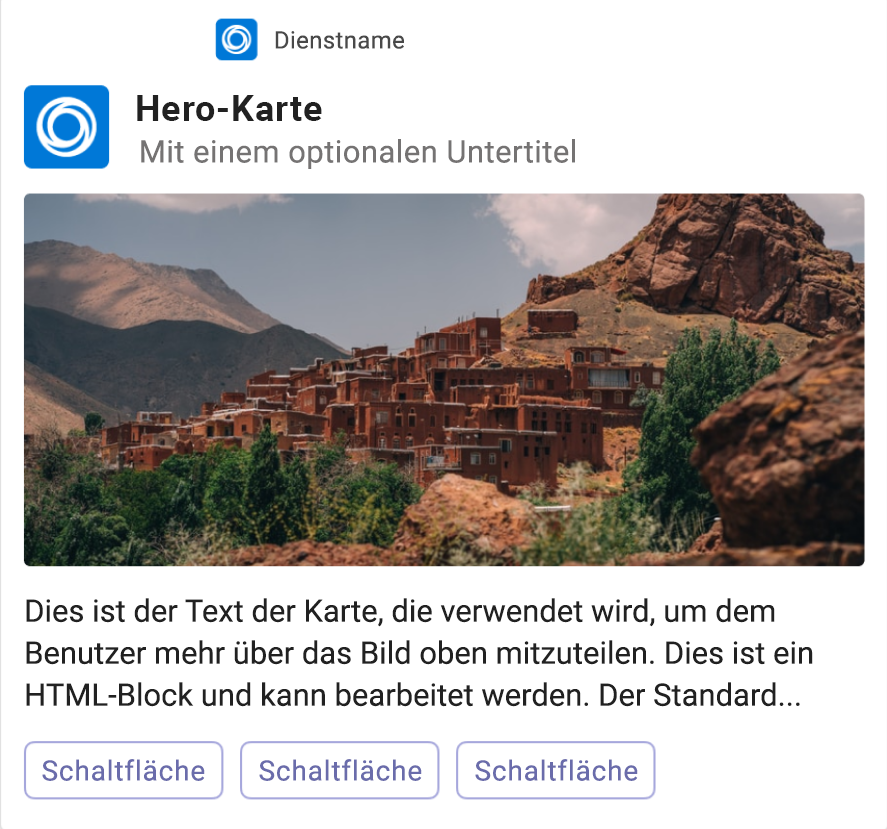 Dienstname
Hero-Karte
Mit einem optionalen Untertitel
Dies ist der Text der Karte, die verwendet wird, um dem
Benutzer mehr über das Bild oben mitzuteilen. Dies ist ein
HTML-Block und kann bearbeitet werden. Der Standard...
Schaltfläche Schaltfläche Schaltfläche